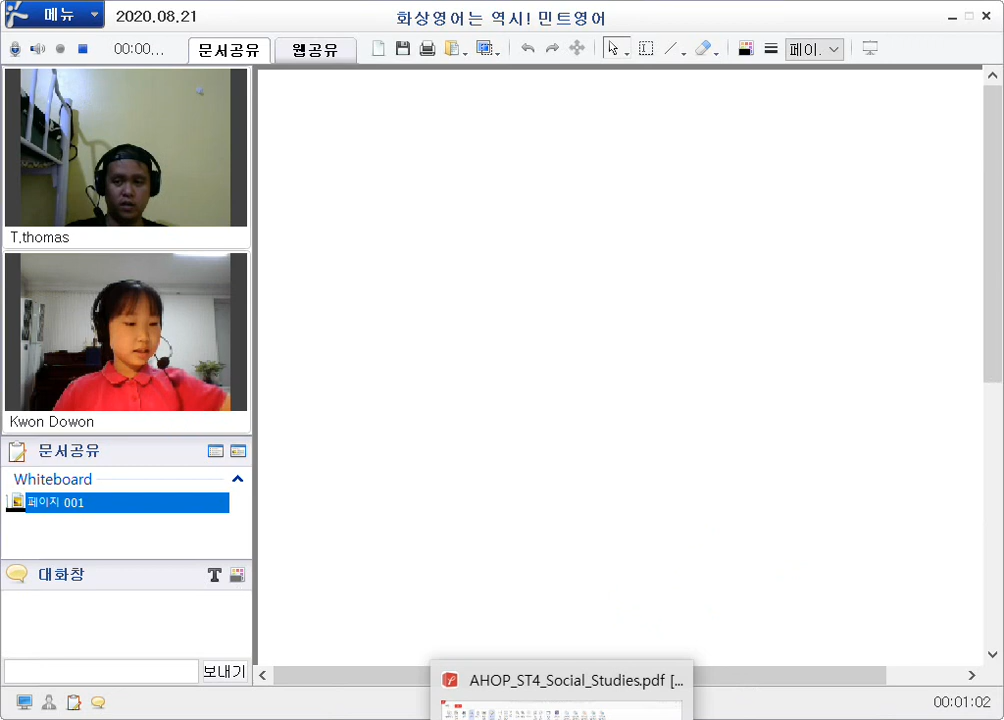 메뉴
2020.08.21
화상영어는 역시! 민트영어
00:00...
문서공유
웹공유
페이.
T.thomas
Kwon Dowon
문서공유
Whiteboard
페이지 001
대화창
T
보내기
AHOP_ST4_Social_Studies.pdf [...
00:01:02